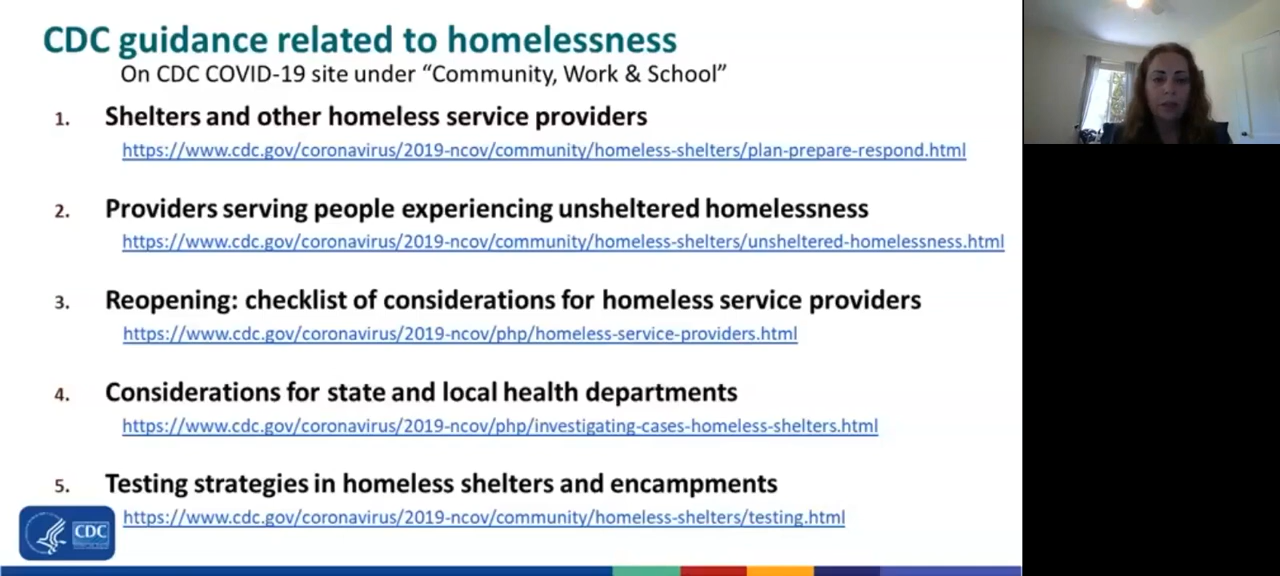 CDC guidance related to homelessness
On CDC COVID-19 site under “Community, Work & School”
1. Shelters and other homeless service providers
https://www.cdc.gov/coronavirus/2019-ncov/community/homeless-shelters/plan-prepare-respond.html
2. Providers serving people experiencing unsheltered homelessness
https://www.cdc.gov/coronavirus/2019-ncov/community/homeless-shelters/unsheltered-homelessness.html
3. Reopening: checklist of considerations for homeless service providers
https://www.cdc.gov/coronavirus/2019-ncov/php/homeless-service-providers.html
4. Considerations for state and local health departments
https://www.cdc.gov/coronavirus/2019-ncov/php/investigating-cases-homeless-shelters.html
5. Testing strategies in homeless shelters and encampments
https://www.cdc.gov/coronavirus/2019-ncov/community/homeless-shelters/testing.html
CDC